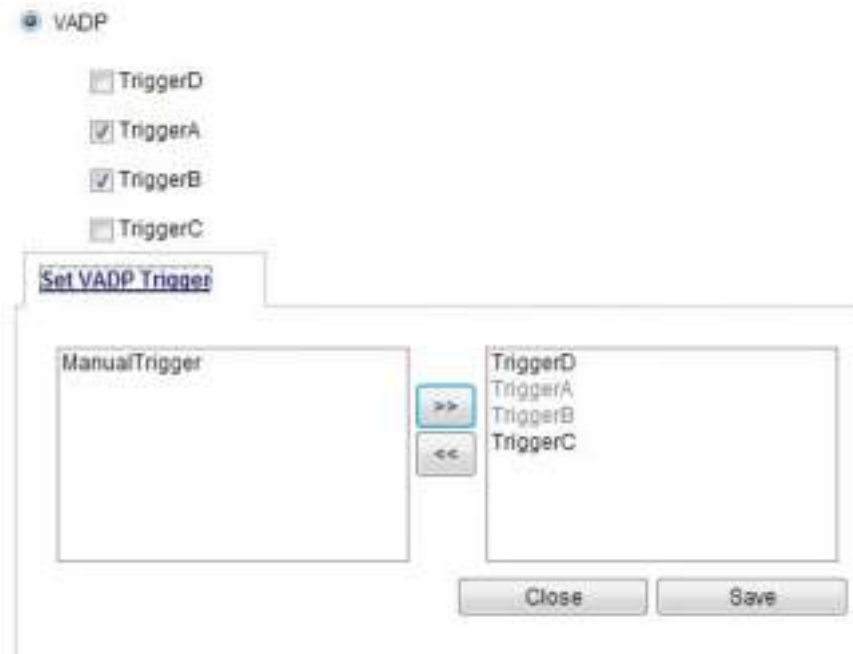 VADP
TriggerD
TriggerA
TriggerB
TriggerC
Set VADP Trigger
ManualTrigger
>>
<<
TriggerD
TriggerA
TriggerB
TriggerC
Close
Save